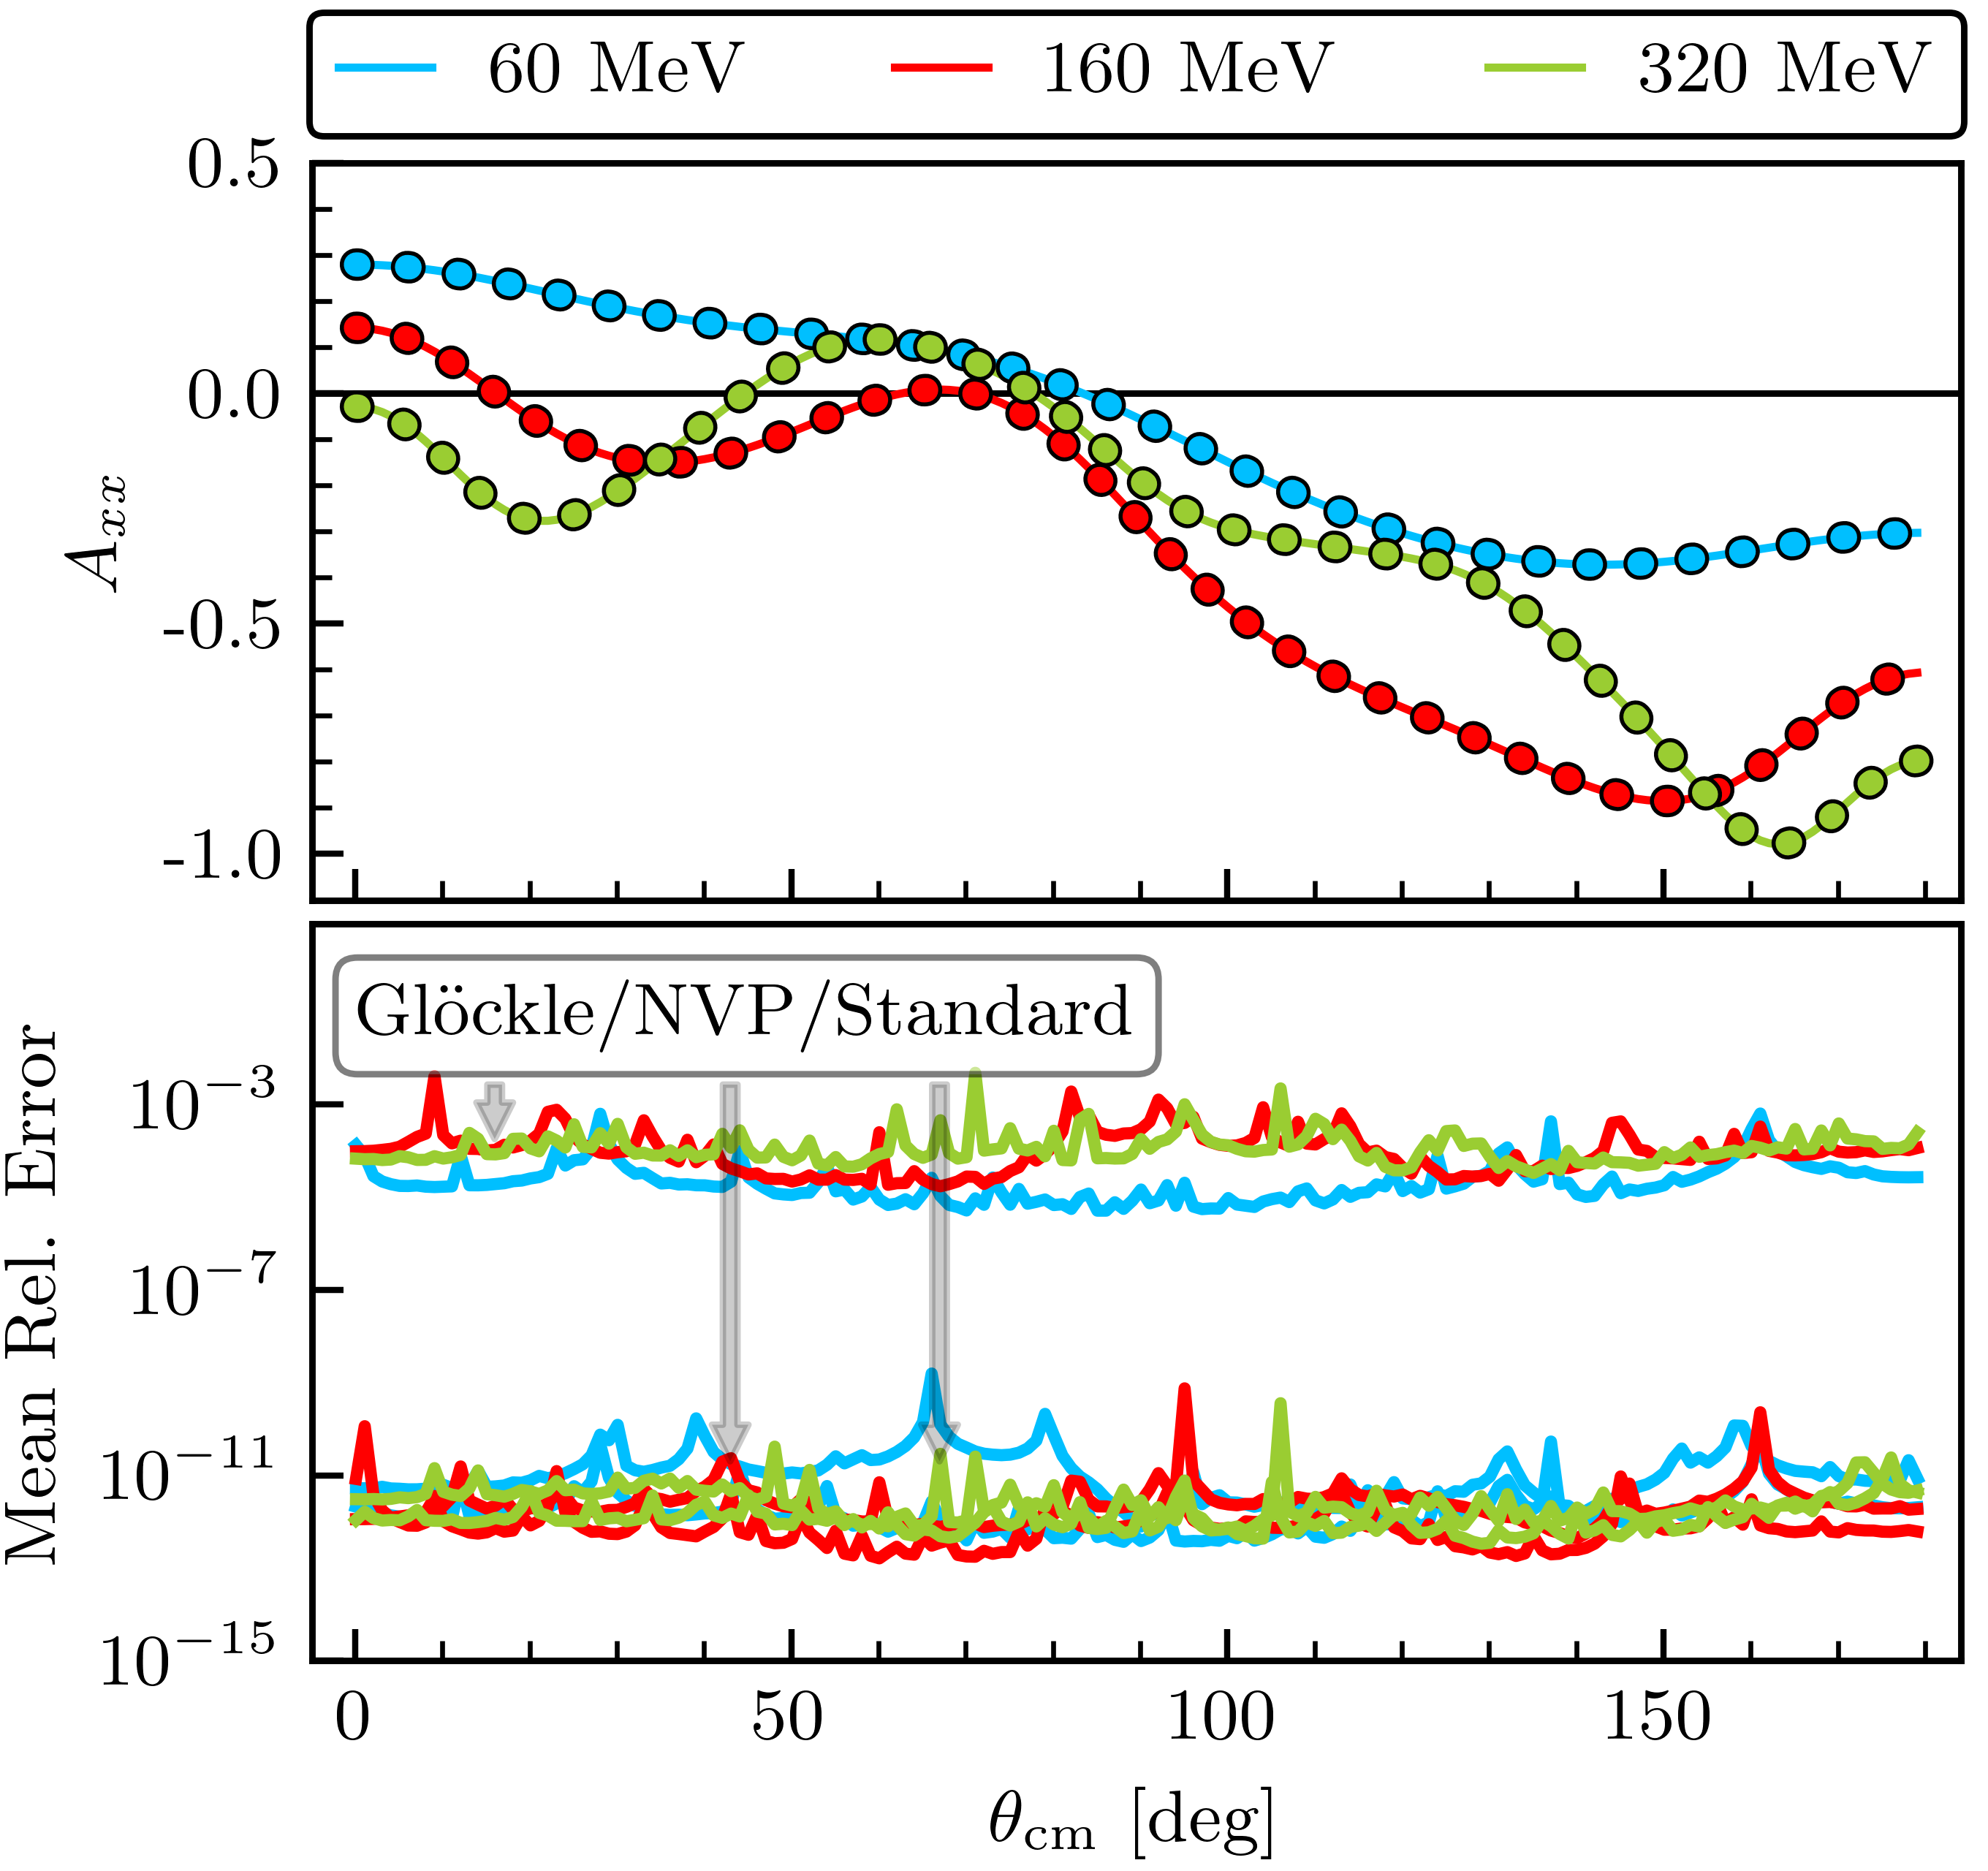 60 MeV 160 MeV 320 MeV
0.5
0.0
-0.5
-1.0
A_{xx}
Glöckle/NVP/Standard
10^{-3}
10^{-7}
10^{-11}
10^{-15}
Mean Rel. Error
0 50 100 150
θ_{cm} [deg]